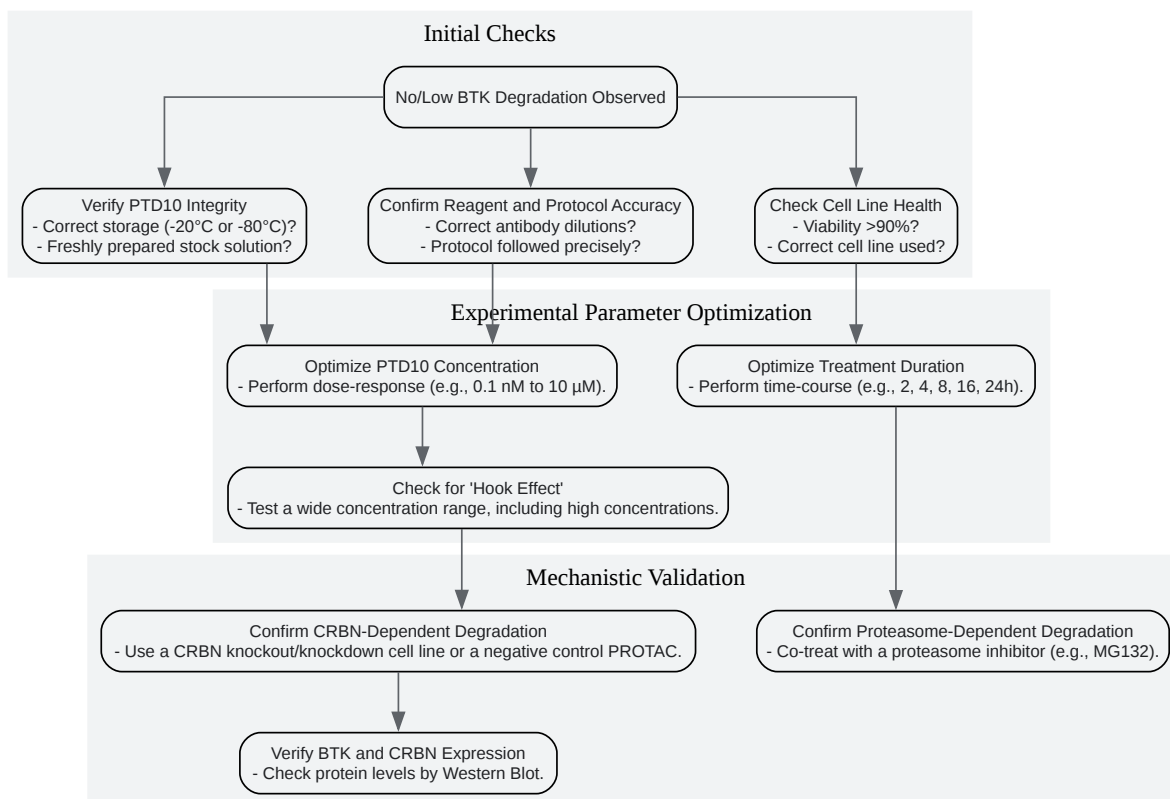 Initial Checks
No/Low BTK Degradation Observed
Verify PTD10 Integrity
- Correct storage (-20°C or -80°C)?
- Freshly prepared stock solution?
Confirm Reagent and Protocol Accuracy
- Correct antibody dilutions?
- Protocol followed precisely?
Check Cell Line Health
- Viability >90%?
- Correct cell line used?
Experimental Parameter Optimization
Optimize PTD10 Concentration
- Perform dose-response (e.g., 0.1 nM to 10 µM).
Optimize Treatment Duration
- Perform time-course (e.g., 2, 4, 8, 16, 24h).
Check for 'Hook Effect'
- Test a wide concentration range, including high concentrations.
Mechanistic Validation
Confirm CRBN-Dependent Degradation
- Use a CRBN knockout/knockdown cell line or a negative control PROTAC.
Confirm Proteasome-Dependent Degradation
- Co-treat with a proteasome inhibitor (e.g., MG132).
Verify BTK and CRBN Expression
- Check protein levels by Western Blot.